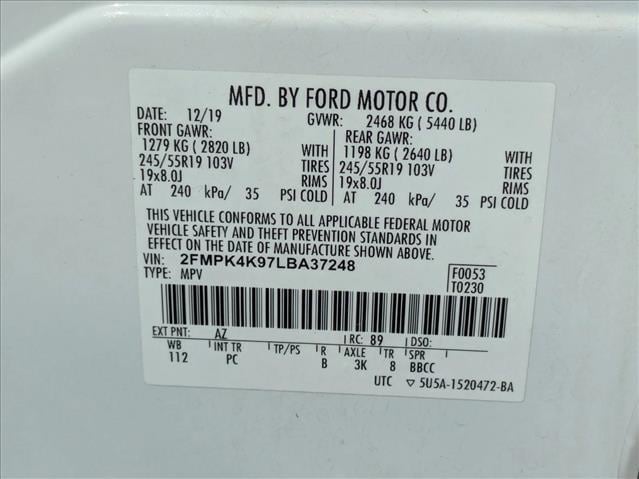 MFD. BY FORD MOTOR CO.
DATE: 12/19 GVWR: 2468 KG (5440 LB)
FRONT GAWR: REAR GAWR:
1279 KG (2820 LB) WITH 1198 KG (2640 LB) WITH
245/55R19 103V TIRES 245/55R19 103V TIRES
19x8.0J RIMS 19x8.0J RIMS
AT 240 kPa/ 35 PSI COLD AT 240 kPa/ 35 PSI COLD
THIS VEHICLE CONFORMS TO ALL APPLICABLE FEDERAL MOTOR
VEHICLE SAFETY AND THEFT PREVENTION STANDARDS IN
EFFECT ON THE DATE OF MANUFACTURE SHOWN ABOVE.
VIN: 2FMPK4K97LBA37248 F0053
TYPE: MPV T0230
EXT PNT: AZ RC: 89 DSO:
WB INT TR TP/PS R AXLE TR SPR
112 PC B 3K 8 BBCC
UTC ▽ 5U5A-1520472-BA